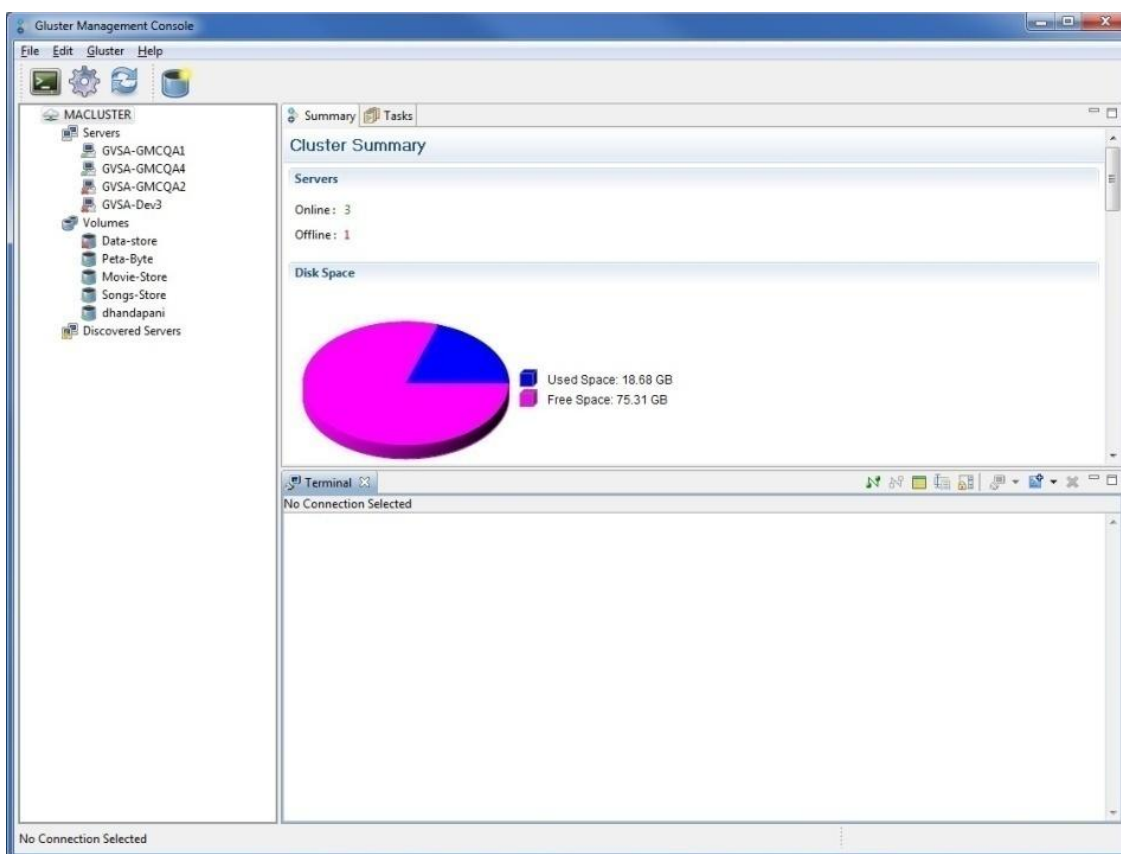 Gluster Management Console
File Edit Gluster Help
MACLUSTER
Servers
GVSA-GMCQA1
GVSA-GMCQA4
GVSA-GMCQA2
GVSA-Dev3
Volumes
Data-store
Peta-Byte
Movie-Store
Songs-Store
dhandapani
Discovered Servers
Summary Tasks
Cluster Summary
Servers
Online : 3
Offline : 1
Disk Space
Used Space: 18.68 GB
Free Space: 75.31 GB
Terminal
No Connection Selected
No Connection Selected